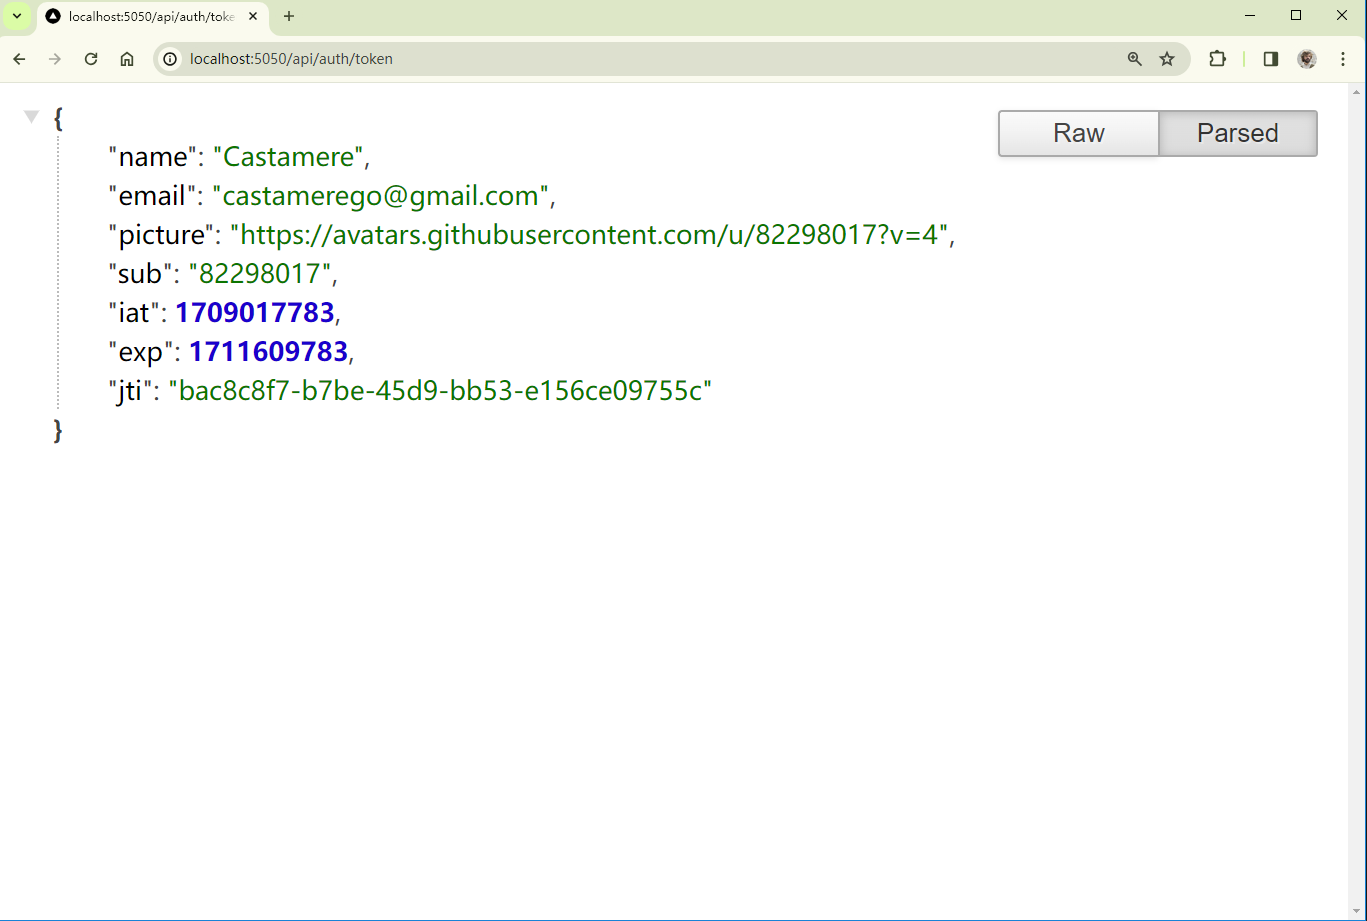 localhost:5050/api/auth/toke
localhost:5050/api/auth/token
Raw
Parsed
{
"name": "Castamere",
"email": "castamerego@gmail.com",
"picture": "https://avatars.githubusercontent.com/u/82298017?v=4",
"sub": "82298017",
"iat": 1709017783,
"exp": 1711609783,
"jti": "bac8c8f7-b7be-45d9-bb53-e156ce09755c"
}